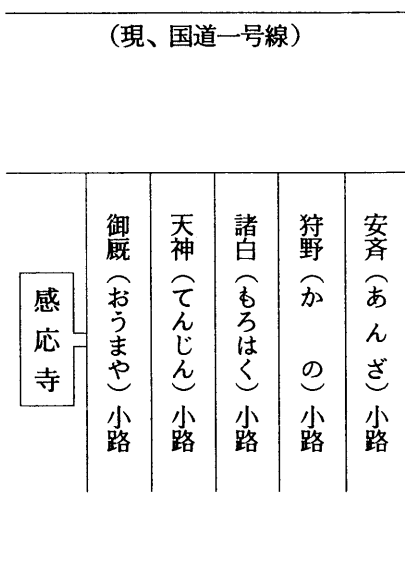 (現、国道一号線)
安斉(あんざ)小路
狩野(かの)小路
諸白(もろはく)小路
天神(てんじん)小路
御厩(おうまや)小路
感応寺